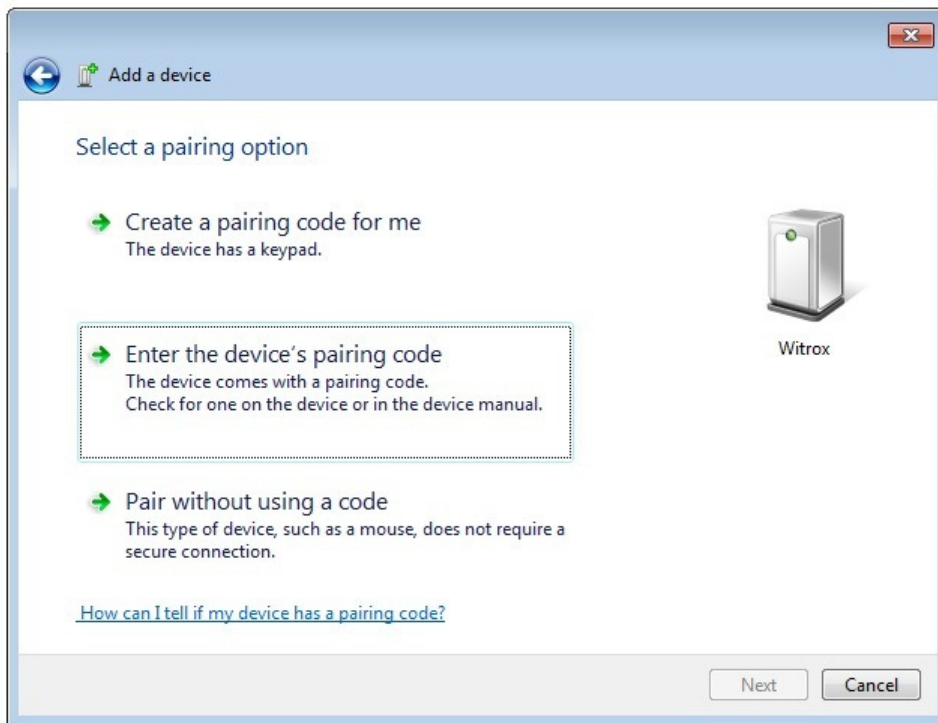 Add a device
Select a pairing option
Create a pairing code for me
The device has a keypad.
Enter the device's pairing code
The device comes with a pairing code.
Check for one on the device or in the device manual.
Witrox
Pair without using a code
This type of device, such as a mouse, does not require a
secure connection.
How can I tell if my device has a pairing code?
Next
Cancel